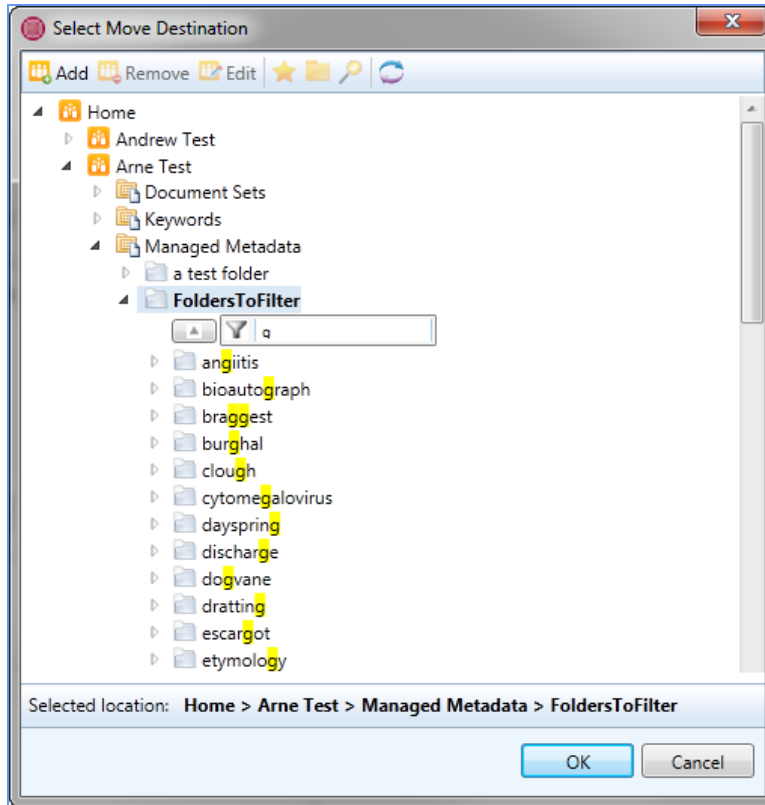 Select Move Destination
Add Remove Edit
Home
Andrew Test
Arne Test
Document Sets
Keywords
Managed Metadata
a test folder
FoldersToFilter
g
angiitis
bioautograph
braggest
burghal
clough
cytomegalovirus
dayspring
discharge
dogvane
dratting
escargot
etymology
Selected location: Home > Arne Test > Managed Metadata > FoldersToFilter
OK Cancel